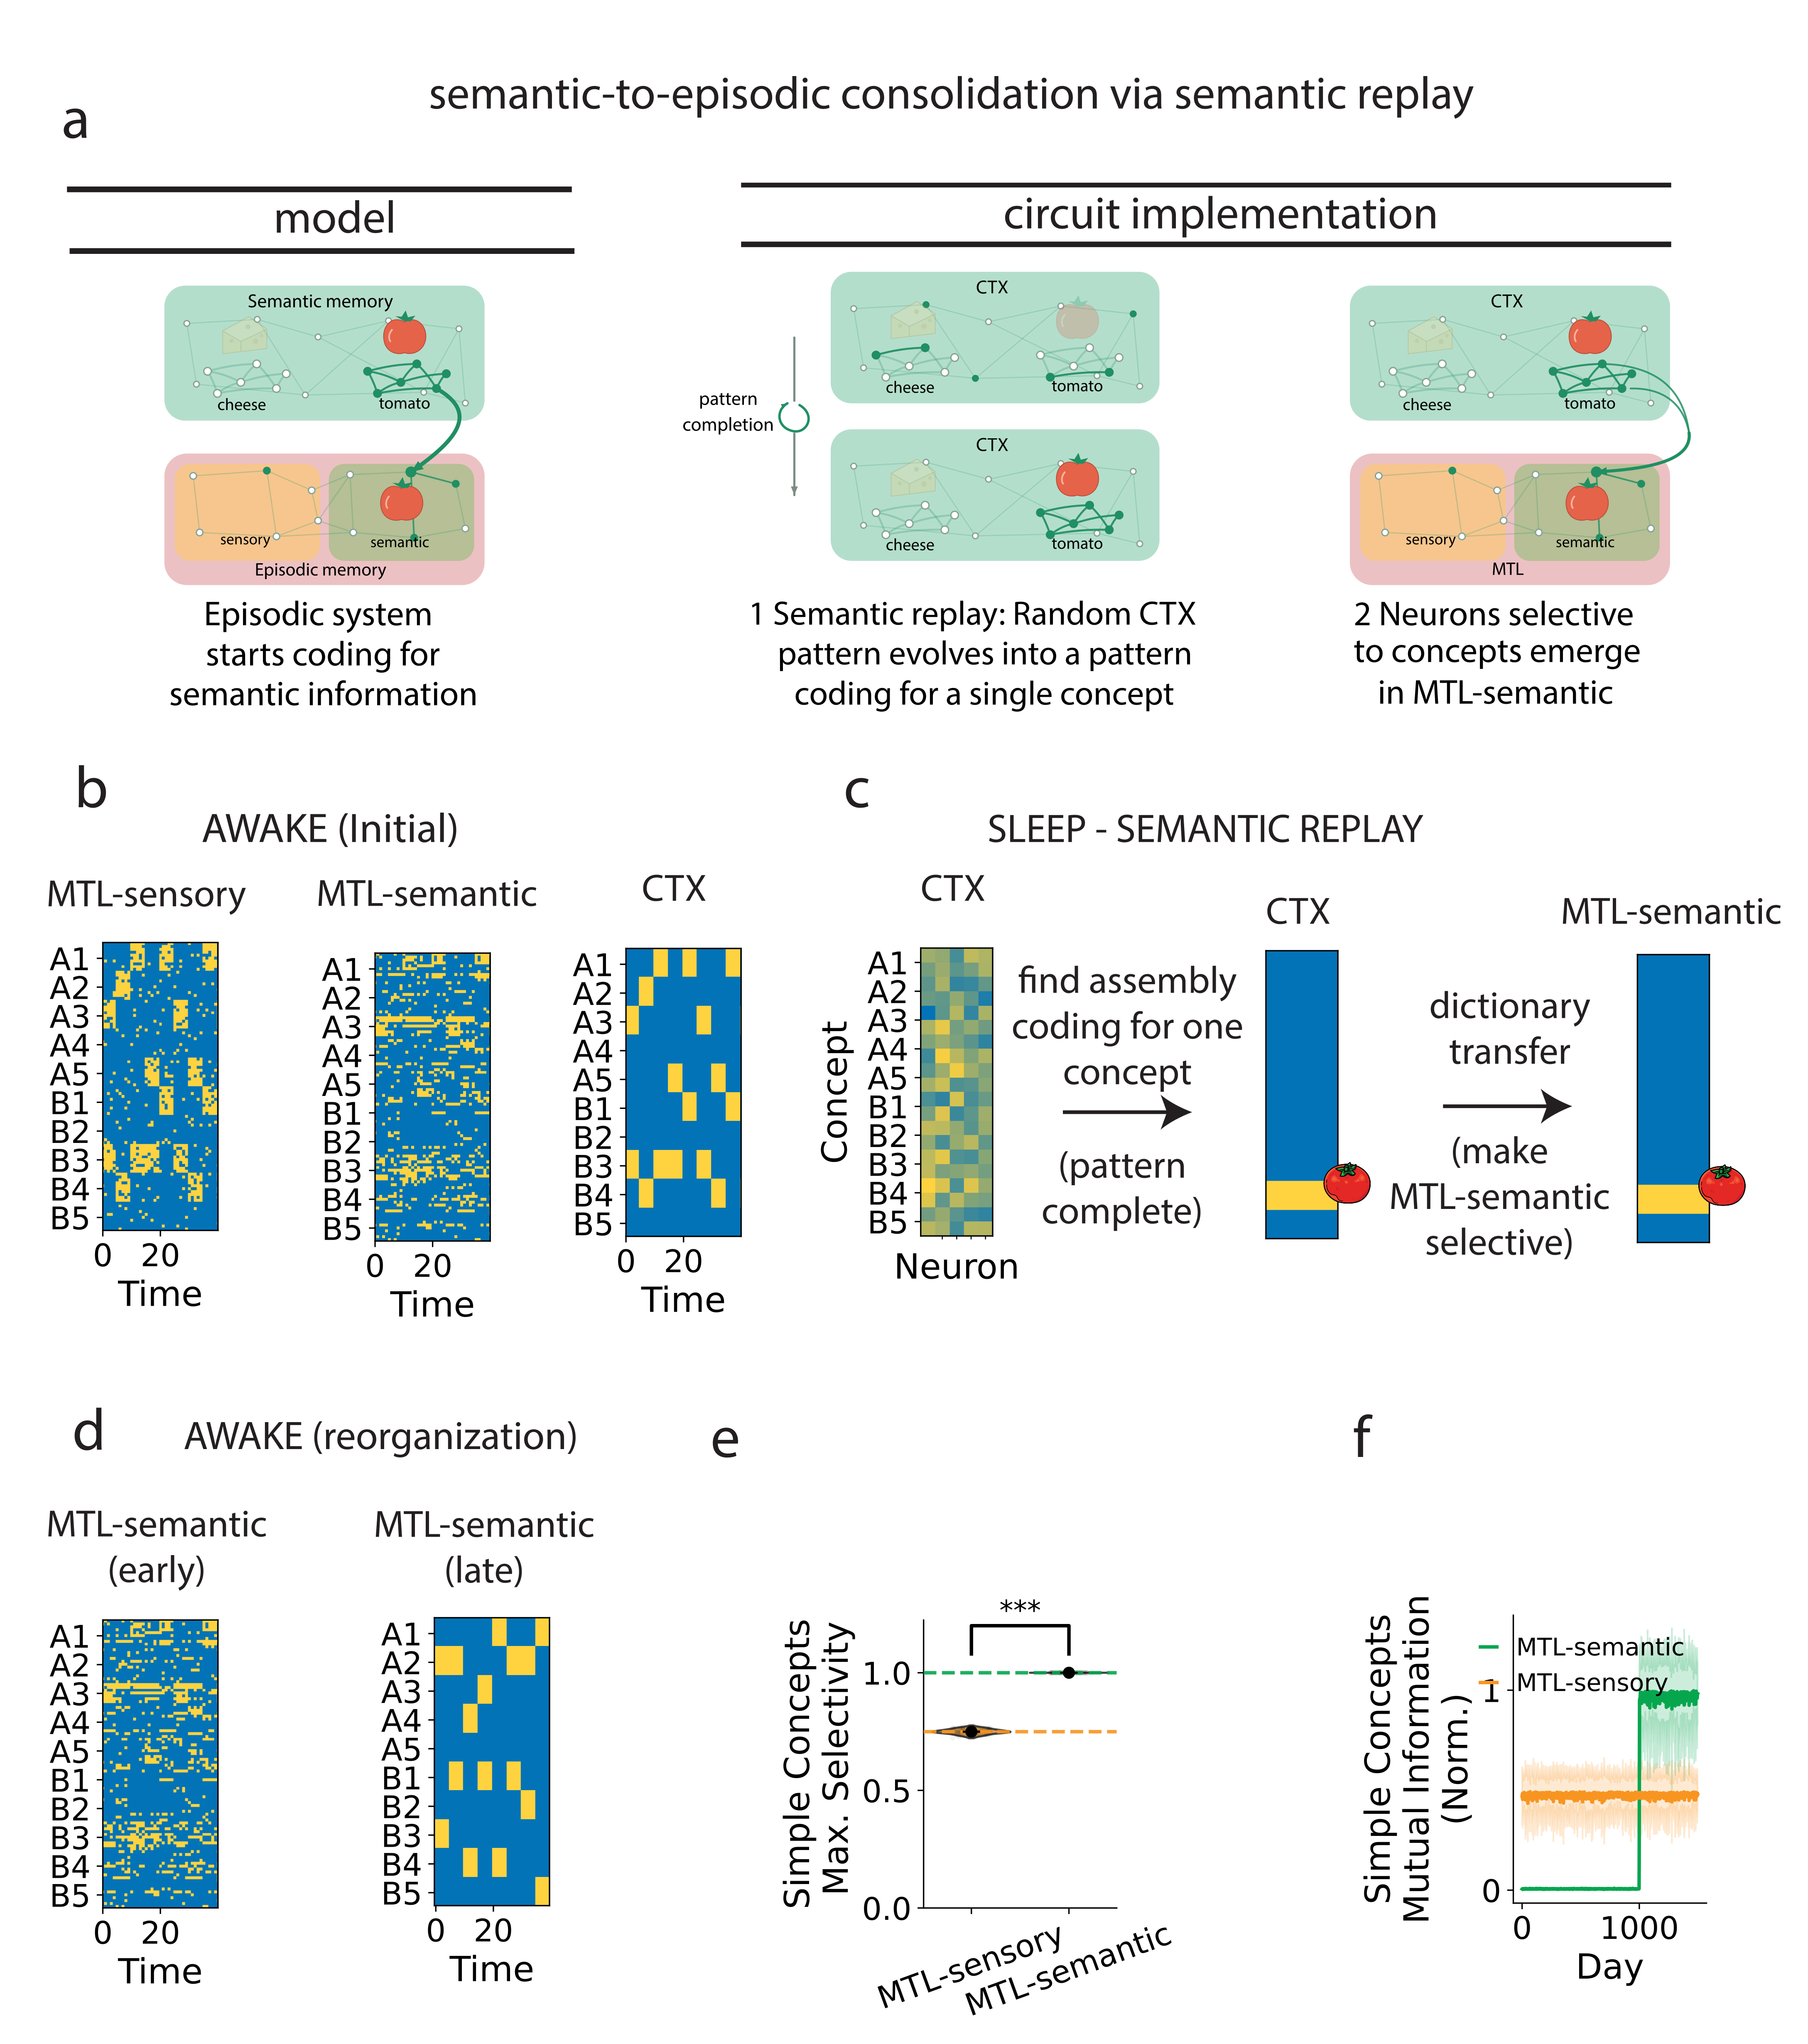 semantic-to-episodic consolidation via semantic replay
a
model
circuit implementation
Semantic memory
cheese
tomato
sensory
semantic
Episodic memory
Episodic system
starts coding for
semantic information
pattern
completion
CTX
cheese
tomato
CTX
cheese
tomato
1 Semantic replay: Random CTX
pattern evolves into a pattern
coding for a single concept
CTX
cheese
tomato
sensory
semantic
MTL
2 Neurons selective
to concepts emerge
in MTL-semantic
b
AWAKE (Initial)
MTL-sensory
A1
A2
A3
A4
A5
B1
B2
B3
B4
B5
0 20
Time
MTL-semantic
A1
A2
A3
A4
A5
B1
B2
B3
B4
B5
0 20
Time
CTX
A1
A2
A3
A4
A5
B1
B2
B3
B4
B5
0 20
Time
c
SLEEP - SEMANTIC REPLAY
CTX
Concept
A1
A2
A3
A4
A5
B1
B2
B3
B4
B5
Neuron
find assembly
coding for one
concept
(pattern
complete)
CTX
dictionary
transfer
(make
MTL-semantic
selective)
MTL-semantic
d
AWAKE (reorganization)
MTL-semantic
(early)
A1
A2
A3
A4
A5
B1
B2
B3
B4
B5
0 20
Time
MTL-semantic
(late)
A1
A2
A3
A4
A5
B1
B2
B3
B4
B5
0 20
Time
e
Simple Concepts
Max. Selectivity
***
1.0
0.5
0.0
MTL-sensory
MTL-semantic
f
Simple Concepts
Mutual Information
(Norm.)
MTL-semantic
MTL-sensory
1
0
0 1000
Day